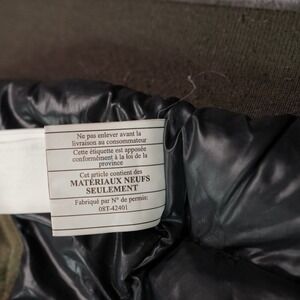 Ne pas enlever avant la
livraison au consommateur
Cette étiquette est apposée
conformément à la loi de la
province
Cet article contient des
MATÉRIAUX NEUFS
SEULEMENT
Fabriqué par N° de permis:
08T-42401